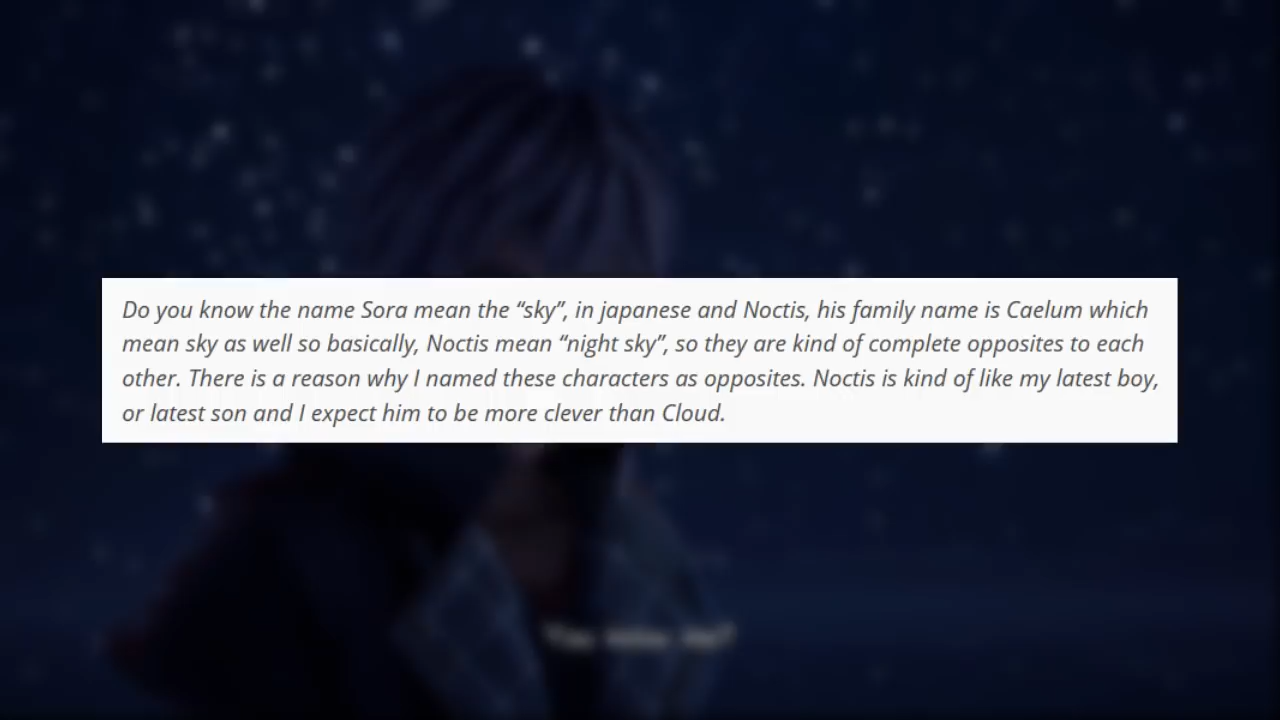 Do you know the name Sora mean the “sky”, in japanese and Noctis, his family name is Caelum which
mean sky as well so basically, Noctis mean “night sky”, so they are kind of complete opposites to each
other. There is a reason why I named these characters as opposites. Noctis is kind of like my latest boy,
or latest son and I expect him to be more clever than Cloud.